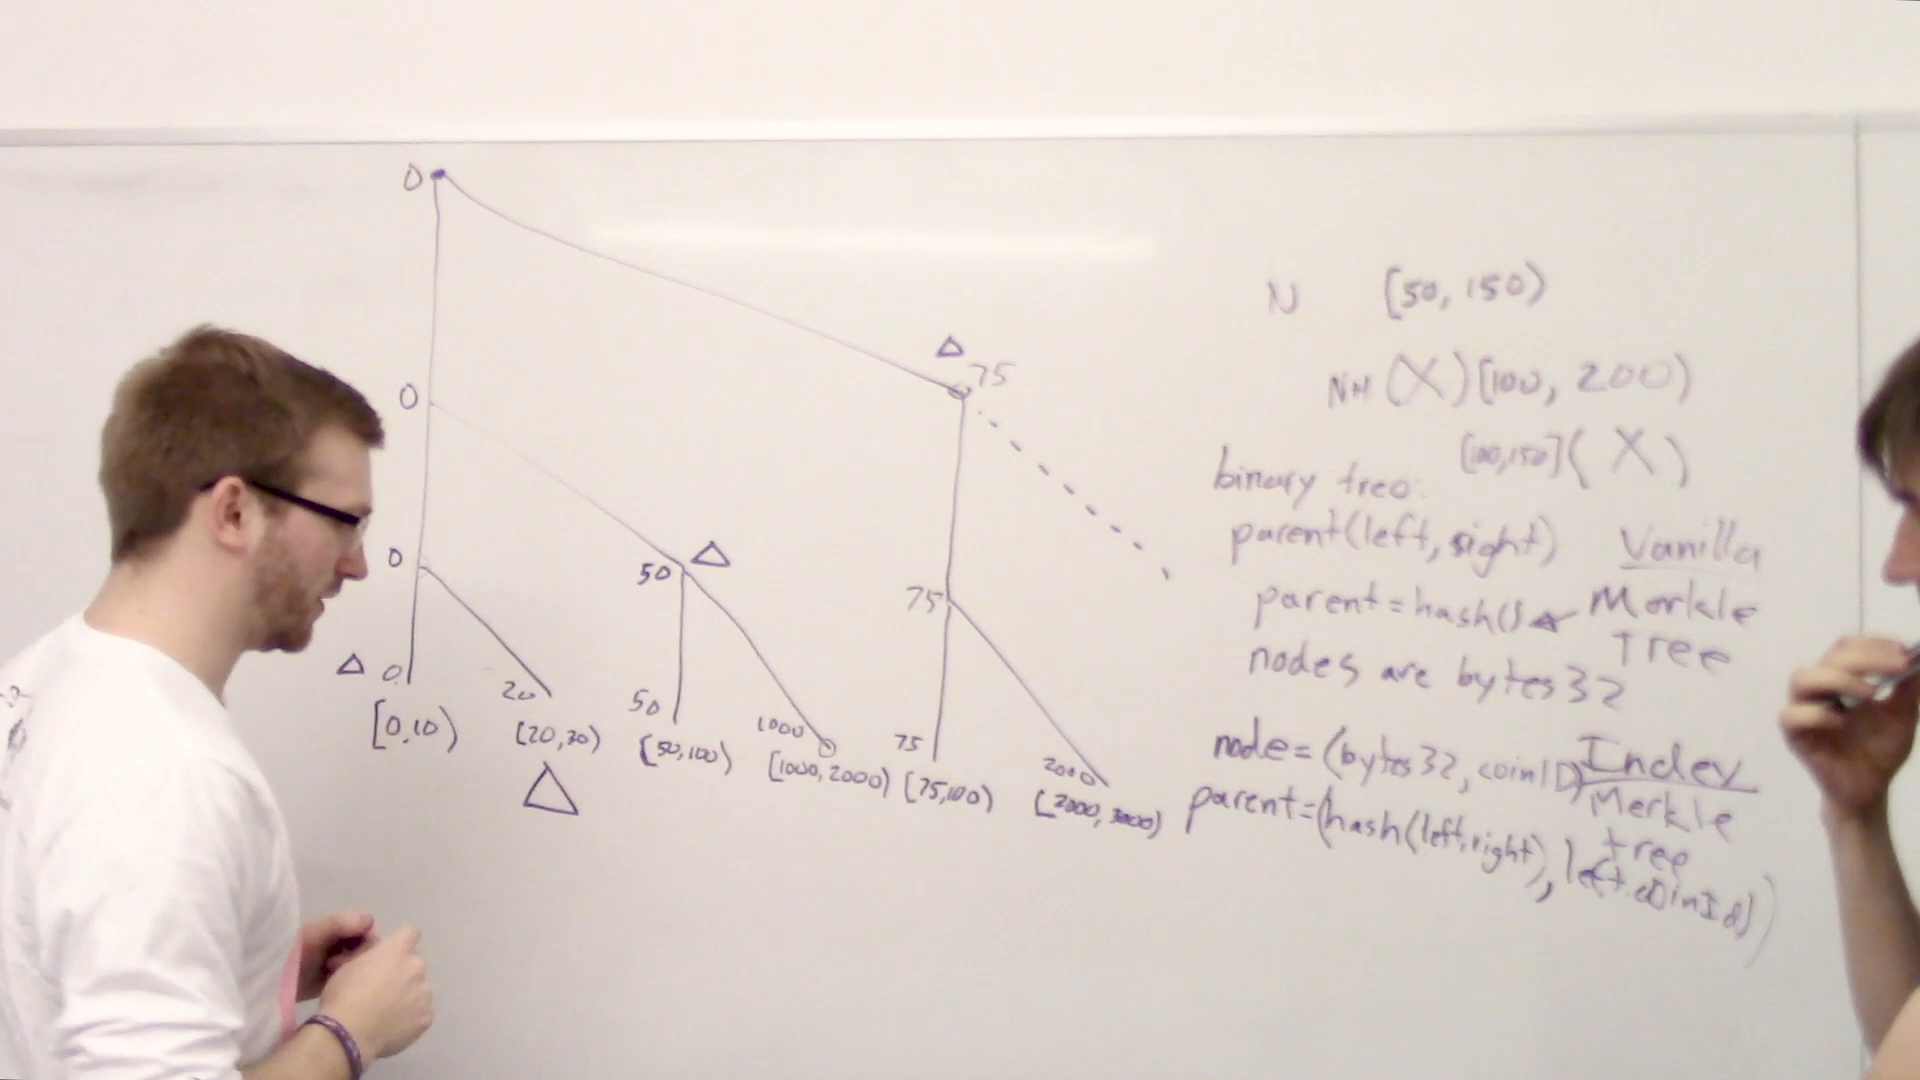 0
75
0
50
75
0
0
20
50
1000
75
2000
[0,10)
[20,30)
[50,100)
[1000,2000)
[75,100)
[2000,3000)
N [50, 150)
NH (X) [100, 200)
[100,150] ( X )
binary tree:
parent(left, right)
Vanilla
Merkle
Tree
parent = hash()
nodes are bytes32
node = (bytes32, coinID)
Index
Merkle
tree
parent = (hash(left,right), left.coinId)